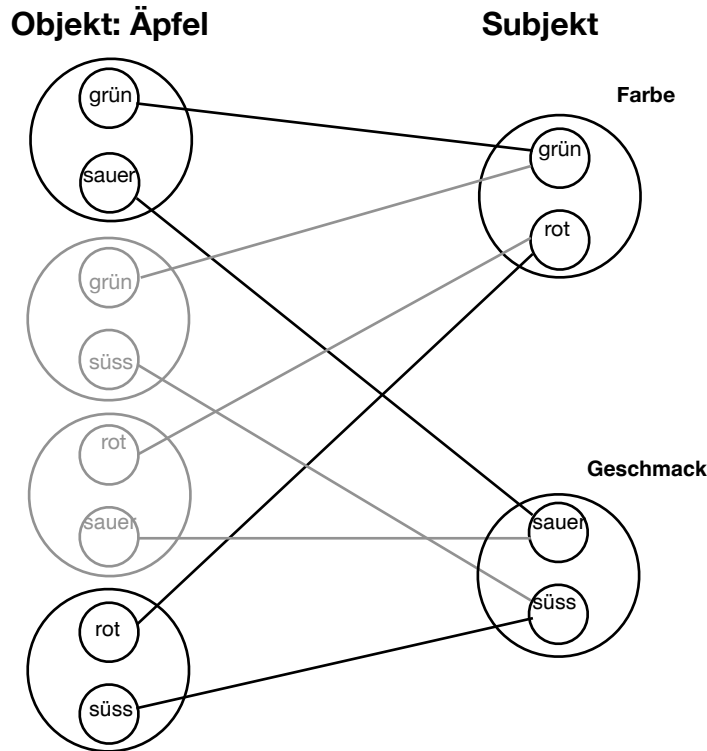 Objekt: Äpfel
grün
sauer
grün
süss
rot
sauer
rot
süss
Subjekt
Farbe
grün
rot
Geschmack
sauer
süss